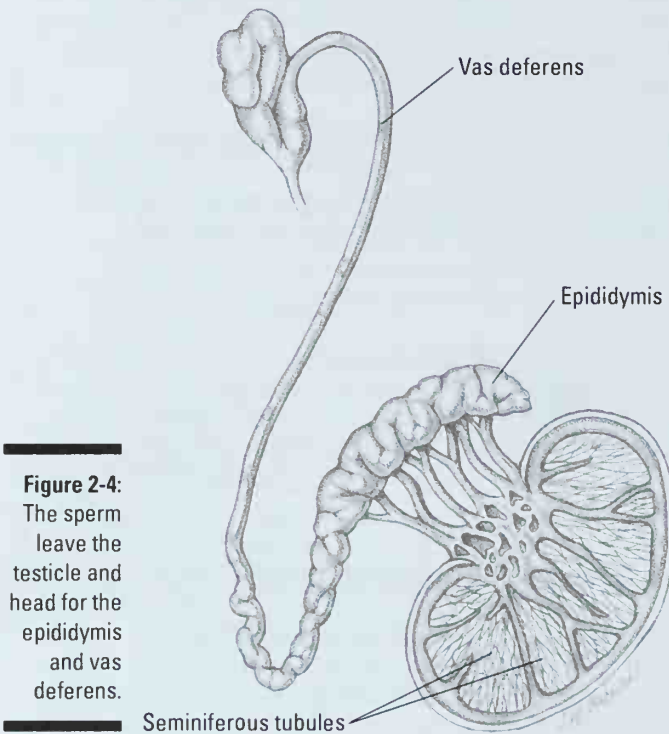 Vas deferens
Epididymis
Figure 2-4:
The sperm
leave the
testicle and
head for the
epididymis
and vas
deferens.
Seminiferous tubules